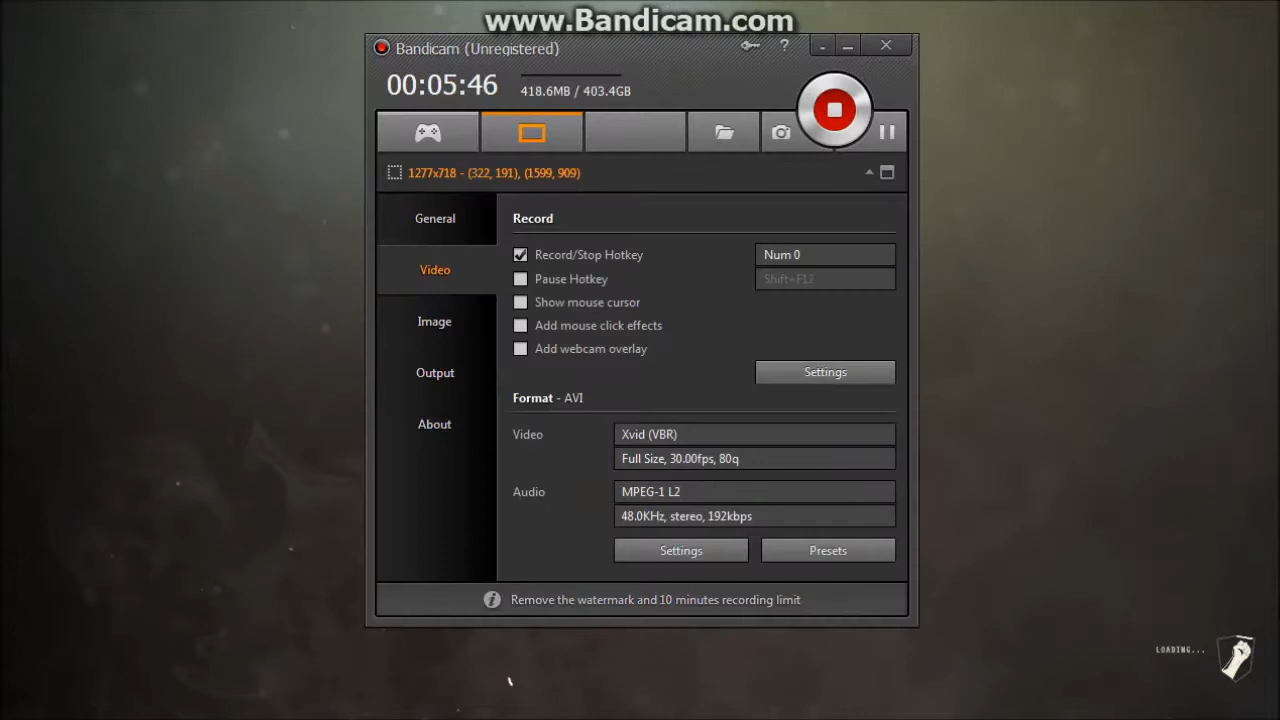 www.Bandicam.com
Bandicam (Unregistered)
?
00:05:46
418.6MB / 403.4GB
1277x718 - (322, 191), (1599, 909)
General
Video
Image
Output
About
Record
Record/Stop Hotkey
Num 0
Pause Hotkey
Shift+F12
Show mouse cursor
Add mouse click effects
Add webcam overlay
Settings
Format - AVI
Video
Xvid (VBR)
Full Size, 30.00fps, 80q
Audio
MPEG-1 L2
48.0KHz, stereo, 192kbps
Settings
Presets
Remove the watermark and 10 minutes recording limit
LOADING...